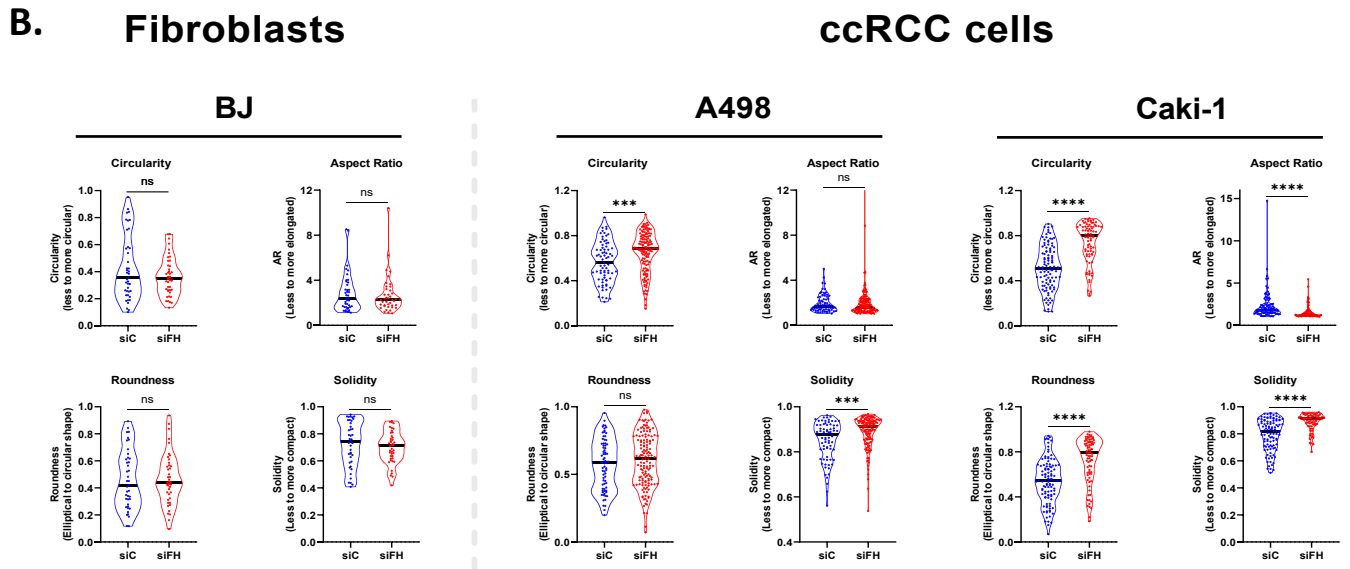 B.
Fibroblasts
ccRCC cells
BJ
A498
Caki-1
Circularity
ns
Circularity
(less to more circular)
1.0
0.8
0.6
0.4
0.2
0.0
siC siFH
Aspect Ratio
ns
AR
(Less to more elongated)
12
8
4
0
siC siFH
Circularity
***
Circularity
(less to more circular)
1.2
0.8
0.4
0.0
siC siFH
Aspect Ratio
ns
AR
(Less to more elongated)
12
8
4
0
siC siFH
Circularity
****
Circularity
(less to more circular)
1.2
0.8
0.4
0.0
siC siFH
Aspect Ratio
****
AR
(Less to more elongated)
15
10
5
0
siC siFH
Roundness
ns
Roundness
(Elliptical to circular shape)
1.0
0.8
0.6
0.4
0.2
0.0
siC siFH
Solidity
ns
Solidity
(Less to more compact)
1.0
0.8
0.6
0.4
0.2
0.0
siC siFH
Roundness
ns
Roundness
(Elliptical to circular shape)
1.0
0.5
0.0
siC siFH
Solidity
***
Solidity
(Less to more compact)
1.0
0.8
0.6
0.4
siC siFH
Roundness
****
Roundness
(Elliptical to circular shape)
1.2
0.8
0.4
0.0
siC siFH
Solidity
****
Solidity
(Less to more compact)
1.0
0.8
0.6
0.4
0.2
0.0
siC siFH